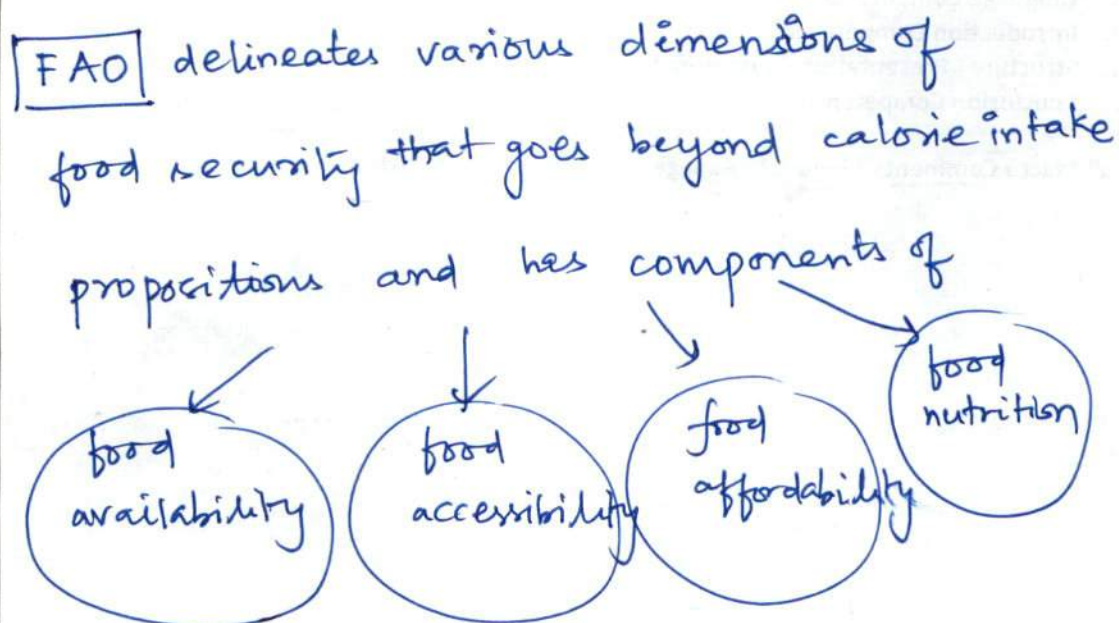 FAO delineates various dimensions of
food security that goes beyond calorie intake
propositions and has components of
food
availability
food
accessibility
food
affordability
food
nutrition